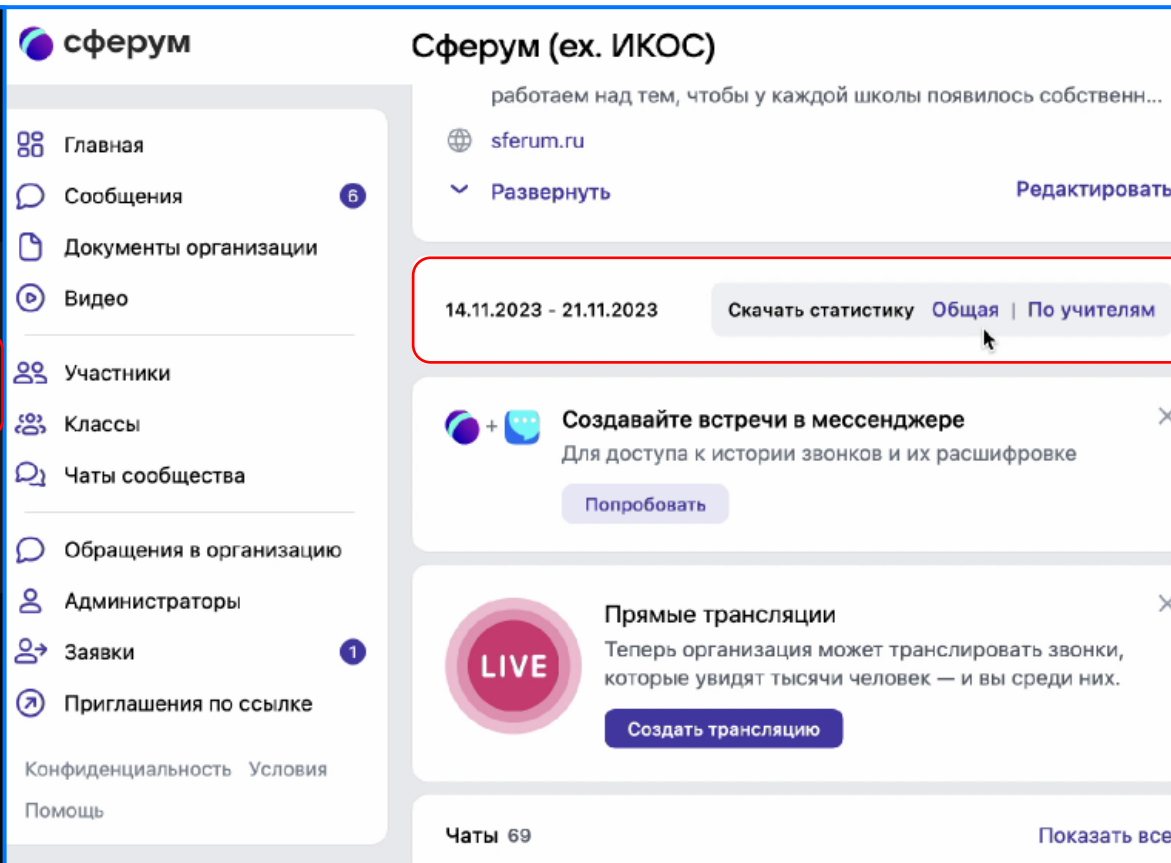 сферум
Сферум (ex. ИКОС)
работаем над тем, чтобы у каждой школы появилось собственн...
sferum.ru
Развернуть
Редактировать
Главная
Сообщения 6
Документы организации
Видео
Участники
Классы
Чаты сообщества
Обращения в организацию
Администраторы
Заявки 1
Приглашения по ссылке
Конфиденциальность Условия
Помощь
14.11.2023 - 21.11.2023
Скачать статистику Общая | По учителям
Создавайте встречи в мессенджере
Для доступа к истории звонков и их расшифровке
Попробовать
LIVE
Прямые трансляции
Теперь организация может транслировать звонки,
которые увидят тысячи человек — и вы среди них.
Создать трансляцию
Чаты 69
Показать все